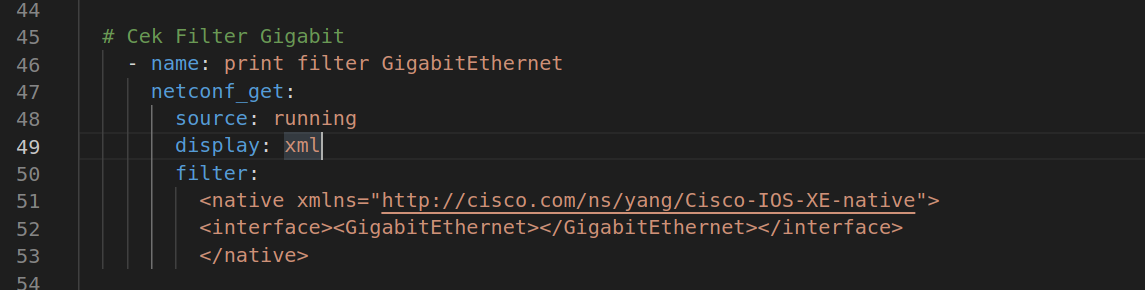 44
45 # Cek Filter Gigabit
46 - name: print filter GigabitEthernet
47 netconf_get:
48 source: running
49 display: xml
50 filter:
51 <native xmlns="http://cisco.com/ns/yang/Cisco-IOS-XE-native">
52 <interface><GigabitEthernet></GigabitEthernet></interface>
53 </native>
54